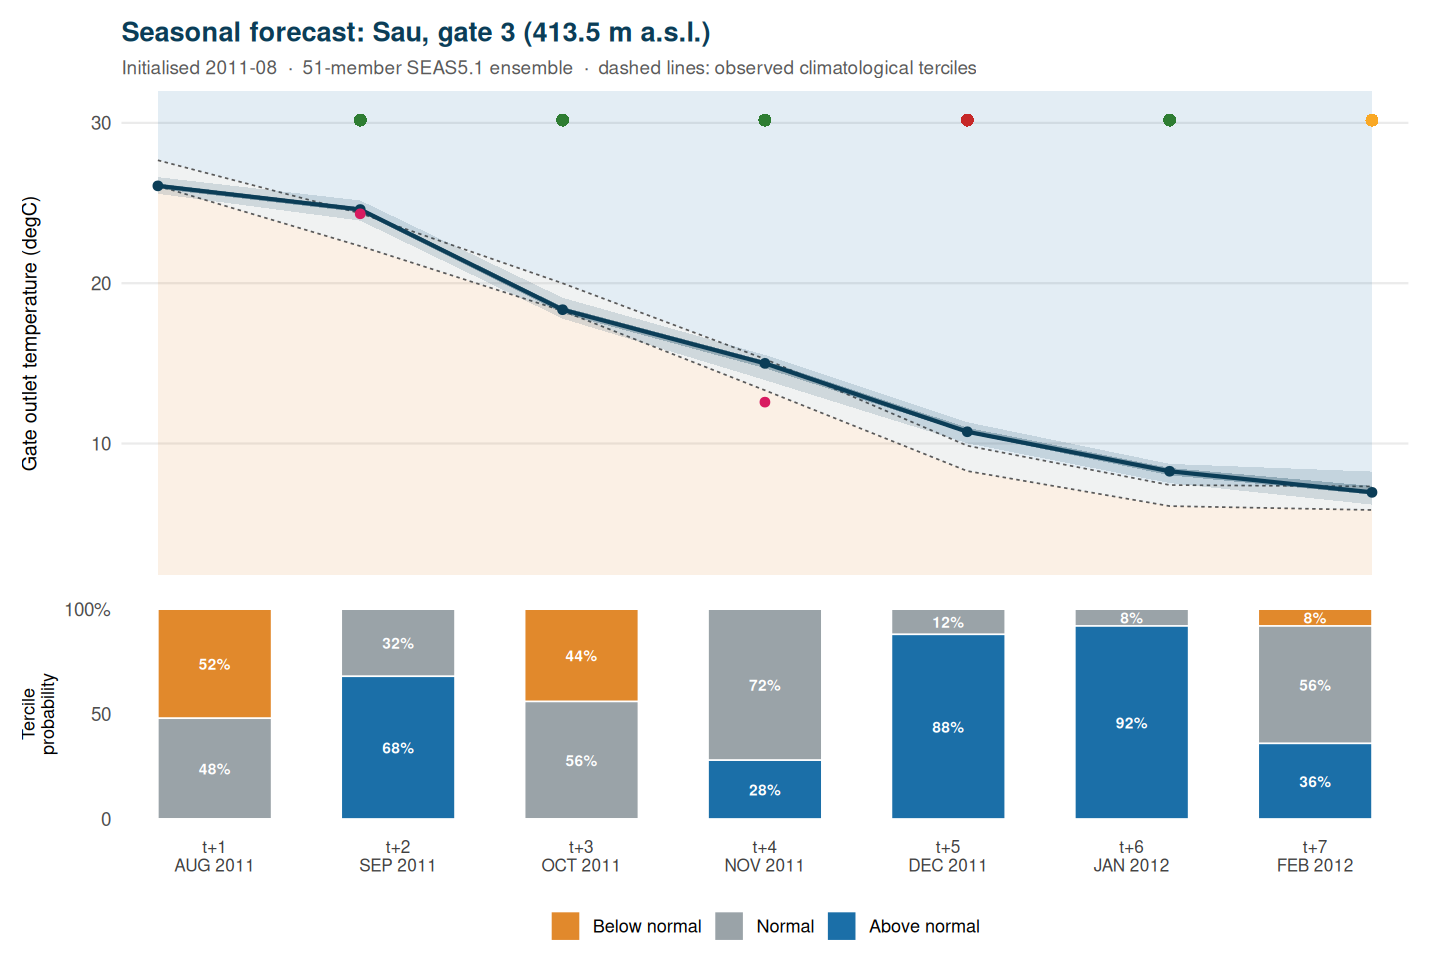 Seasonal forecast: Sau, gate 3 (413.5 m a.s.l.)
Initialised 2011-08 · 51-member SEAS5.1 ensemble · dashed lines: observed climatological terciles
Gate outlet temperature (degC)
30
20
10
Tercile
probability
100%
50
0
52%
48%
32%
68%
44%
56%
72%
28%
12%
88%
8%
92%
8%
56%
36%
t+1
AUG 2011
t+2
SEP 2011
t+3
OCT 2011
t+4
NOV 2011
t+5
DEC 2011
t+6
JAN 2012
t+7
FEB 2012
Below normal
Normal
Above normal